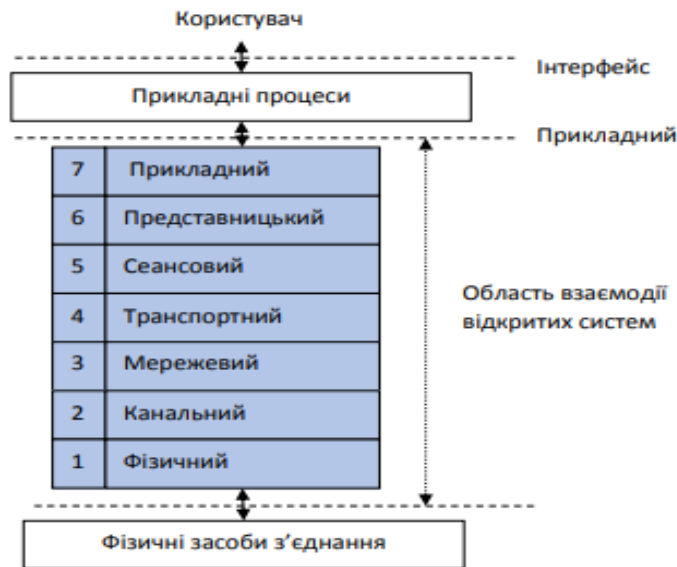 Користувач
Інтерфейс
Прикладні процеси
Прикладний
7 Прикладний
6 Представницький
5 Сеансовий
4 Транспортний
3 Мережевий
2 Канальний
1 Фізичний
Область взаємодії
відкритих систем
Фізичні засоби з’єднання